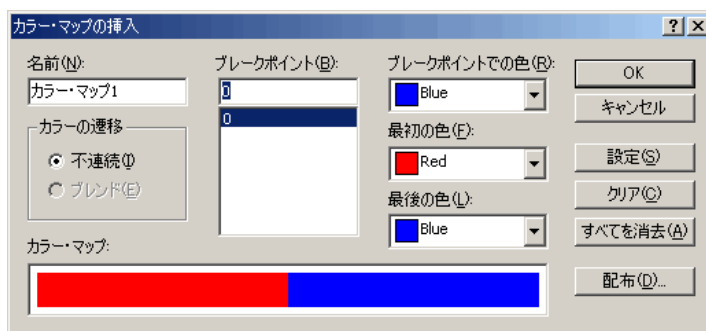 カラー・マップの挿入
名前(N):
カラー・マップ1
カラーの遷移
不連続(I)
ブレンド(E)
ブレークポイント(B):
0
0
ブレークポイントでの色(R):
Blue
最初の色(F):
Red
最後の色(L):
Blue
OK
キャンセル
設定(S)
クリア(C)
すべてを消去(A)
配布(D)...
カラー・マップ: